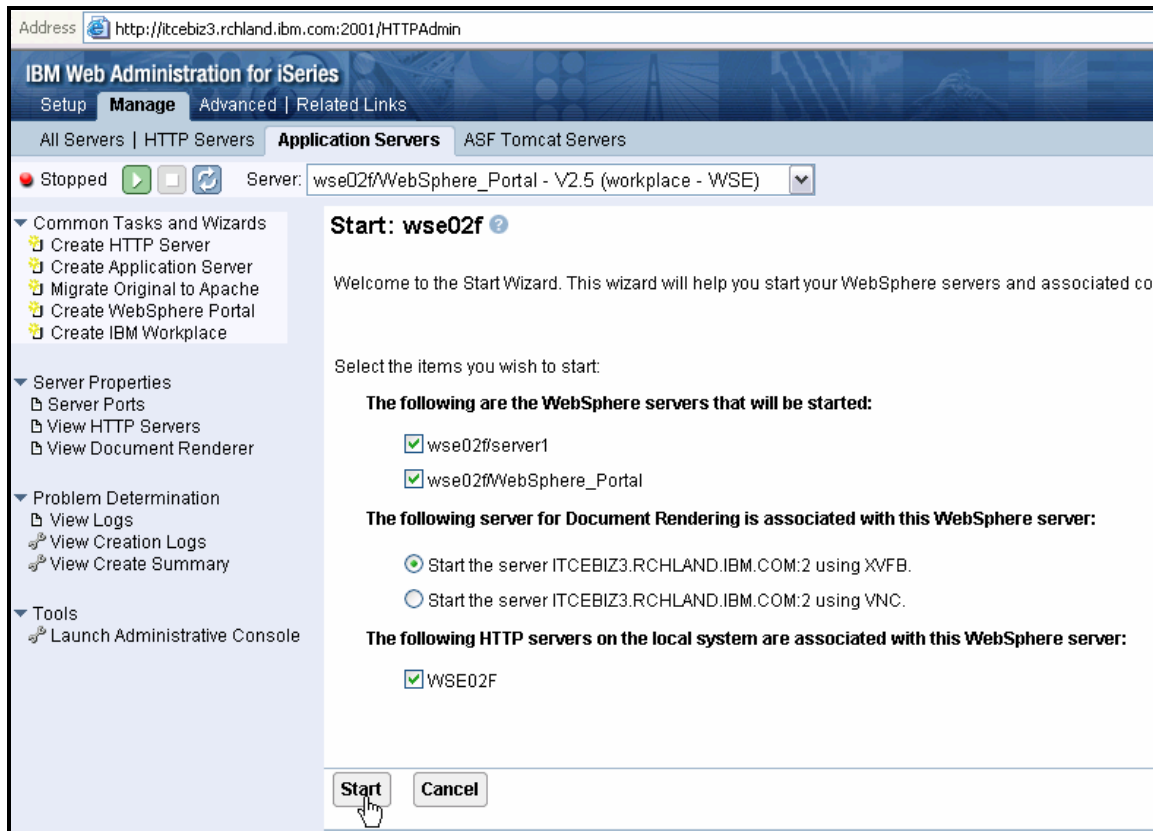 Address http://itcebiz3.rchland.ibm.com:2001/HTTPAdmin
IBM Web Administration for iSeries
Setup Manage Advanced | Related Links
All Servers | HTTP Servers Application Servers ASF Tomcat Servers
Stopped Server: wse02f/WebSphere_Portal - V2.5 (workplace - WSE)
Common Tasks and Wizards
Create HTTP Server
Create Application Server
Migrate Original to Apache
Create WebSphere Portal
Create IBM Workplace
Server Properties
Server Ports
View HTTP Servers
View Document Renderer
Problem Determination
View Logs
View Creation Logs
View Create Summary
Tools
Launch Administrative Console
Start: wse02f
Welcome to the Start Wizard. This wizard will help you start your WebSphere servers and associated co
Select the items you wish to start:
The following are the WebSphere servers that will be started:
wse02f/server1
wse02f/WebSphere_Portal
The following server for Document Rendering is associated with this WebSphere server:
Start the server ITCEBIZ3.RCHLAND.IBM.COM:2 using XVFB.
Start the server ITCEBIZ3.RCHLAND.IBM.COM:2 using VNC.
The following HTTP servers on the local system are associated with this WebSphere server:
WSE02F
Start Cancel